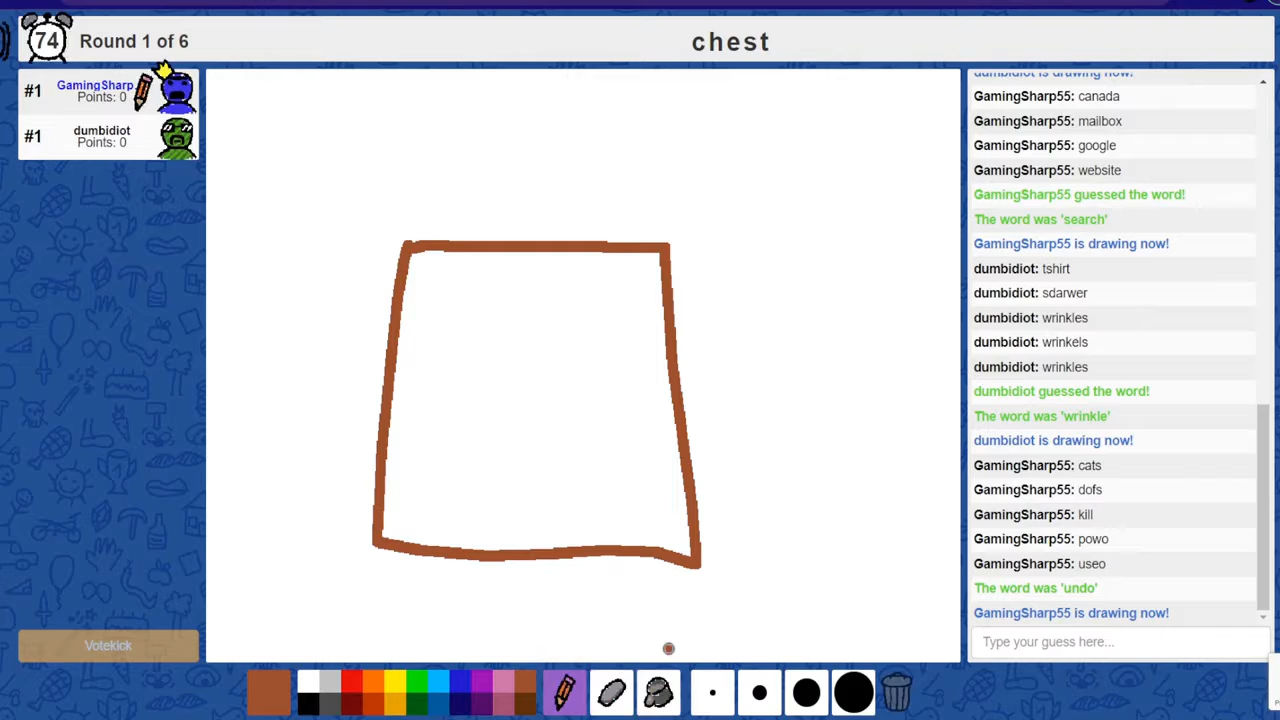 74 Round 1 of 6 chest
#1 GamingSharp.
Points: 0
#1 dumbidiot
Points: 0
Votekick
dumbidiot is drawing now!
GamingSharp55: canada
GamingSharp55: mailbox
GamingSharp55: google
GamingSharp55: website
GamingSharp55 guessed the word!
The word was 'search'
GamingSharp55 is drawing now!
dumbidiot: tshirt
dumbidiot: sdarwer
dumbidiot: wrinkles
dumbidiot: wrinkels
dumbidiot: wrinkles
dumbidiot guessed the word!
The word was 'wrinkle'
dumbidiot is drawing now!
GamingSharp55: cats
GamingSharp55: dofs
GamingSharp55: kill
GamingSharp55: powo
GamingSharp55: useo
The word was 'undo'
GamingSharp55 is drawing now!
Type your guess here...